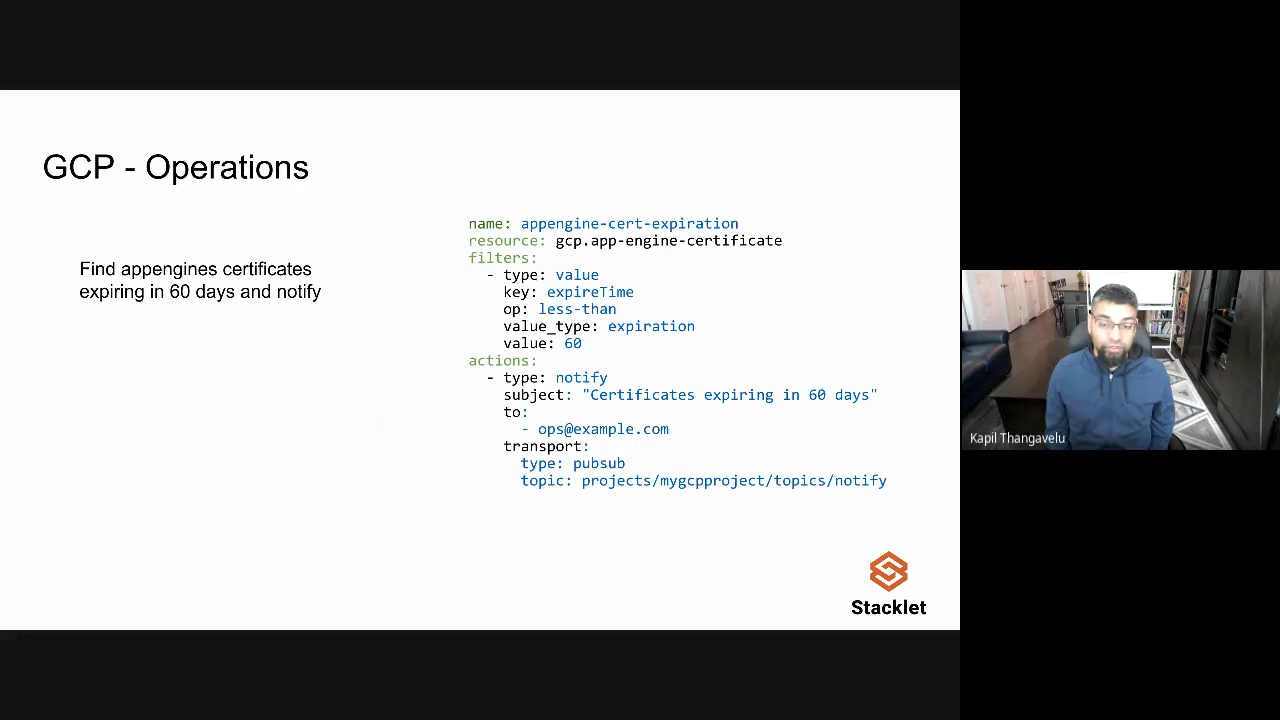 GCP - Operations
Find appengines certificates
expiring in 60 days and notify
name: appengine-cert-expiration
resource: gcp.app-engine-certificate
filters:
  - type: value
    key: expireTime
    op: less-than
    value_type: expiration
    value: 60
actions:
  - type: notify
    subject: "Certificates expiring in 60 days"
    to:
      - ops@example.com
    transport:
      type: pubsub
      topic: projects/mygcpproject/topics/notify
Stacklet
Kapil Thangavelu